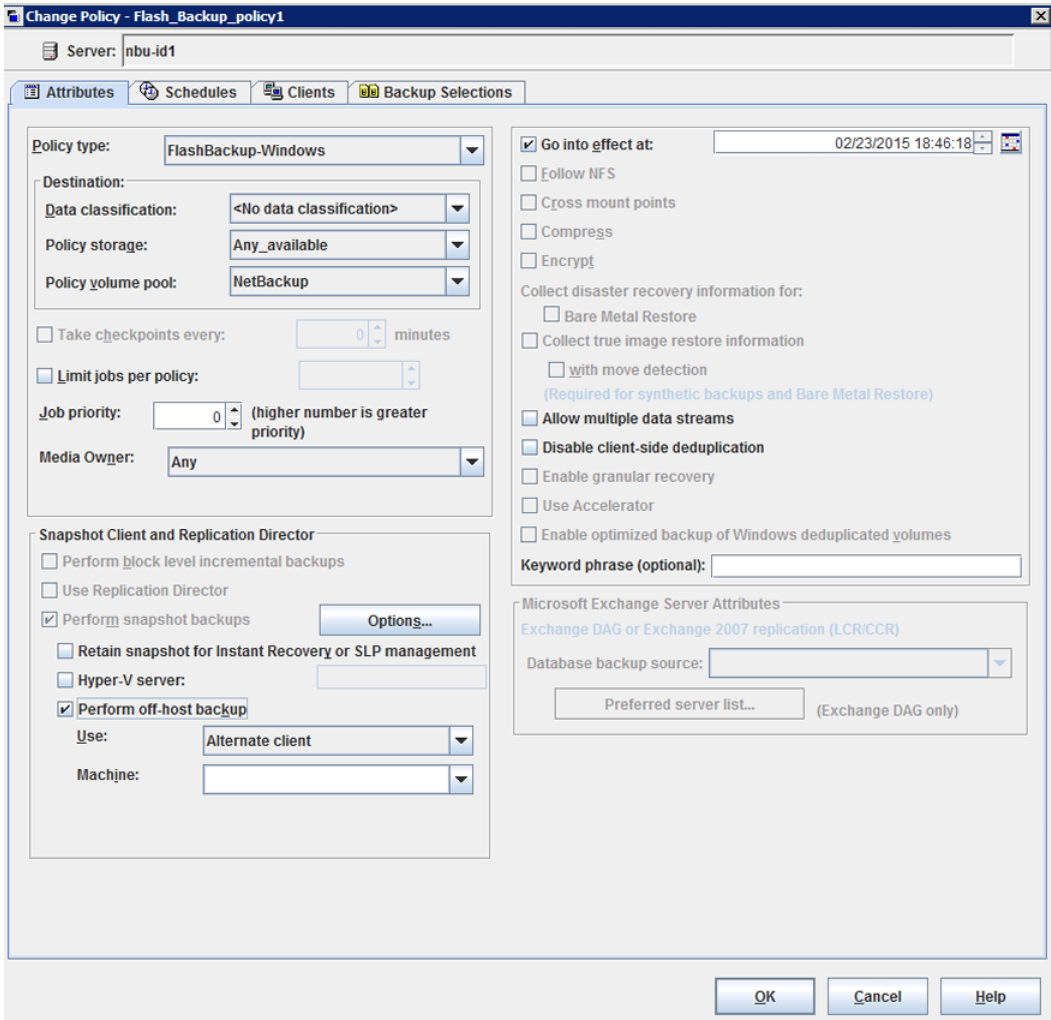 Change Policy - Flash_Backup_policy1
Server: nbu-id1
Attributes Schedules Clients Backup Selections
Policy type: FlashBackup-Windows
Destination:
Data classification: <No data classification>
Policy storage: Any_available
Policy volume pool: NetBackup
Take checkpoints every: 0 minutes
Limit jobs per policy:
Job priority: 0 (higher number is greater
priority)
Media Owner: Any
Snapshot Client and Replication Director
Perform block level incremental backups
Use Replication Director
Perform snapshot backups Options...
Retain snapshot for Instant Recovery or SLP management
Hyper-V server:
Perform off-host backup
Use: Alternate client
Machine:
Go into effect at: 02/23/2015 18:46:18
Follow NFS
Cross mount points
Compress
Encrypt
Collect disaster recovery information for:
Bare Metal Restore
Collect true image restore information
with move detection
(Required for synthetic backups and Bare Metal Restore)
Allow multiple data streams
Disable client-side deduplication
Enable granular recovery
Use Accelerator
Enable optimized backup of Windows deduplicated volumes
Keyword phrase (optional):
Microsoft Exchange Server Attributes
Exchange DAG or Exchange 2007 replication (LCR/CCR)
Database backup source:
Preferred server list... (Exchange DAG only)
OK Cancel Help